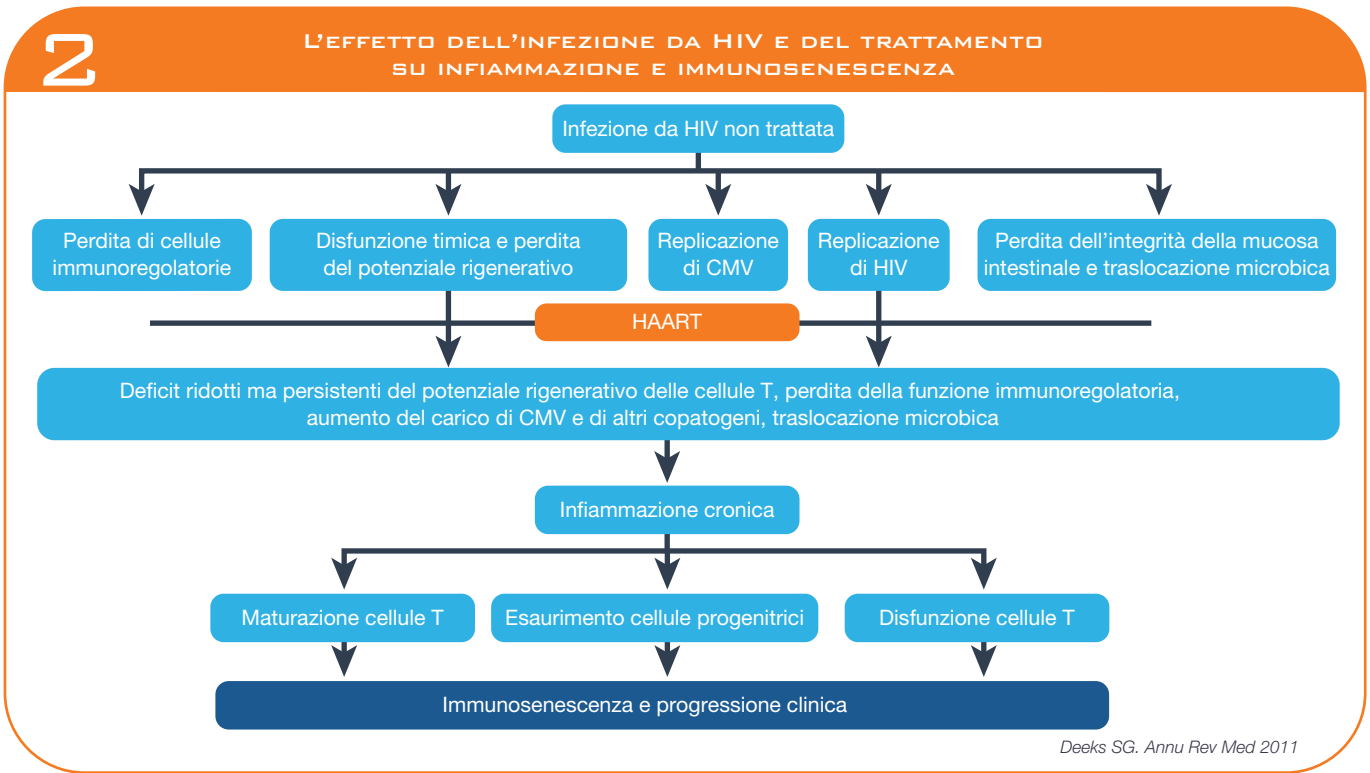 2
L'EFFETTO DELL'INFEZIONE DA HIV E DEL TRATTAMENTO
SU INFIAMMAZIONE E IMMUNOSENESCENZA
Infezione da HIV non trattata
Perdita di cellule
immunoregolatorie
Disfunzione timica e perdita
del potenziale rigenerativo
Replicazione
di CMV
Replicazione
di HIV
Perdita dell'integrità della mucosa
intestinale e traslocazione microbica
HAART
Deficit ridotti ma persistenti del potenziale rigenerativo delle cellule T, perdita della funzione immunoregolatoria,
aumento del carico di CMV e di altri copatogeni, traslocazione microbica
Infiammazione cronica
Maturazione cellule T
Esaurimento cellule progenitrici
Disfunzione cellule T
Immunosenescenza e progressione clinica
Deeks SG. Annu Rev Med 2011